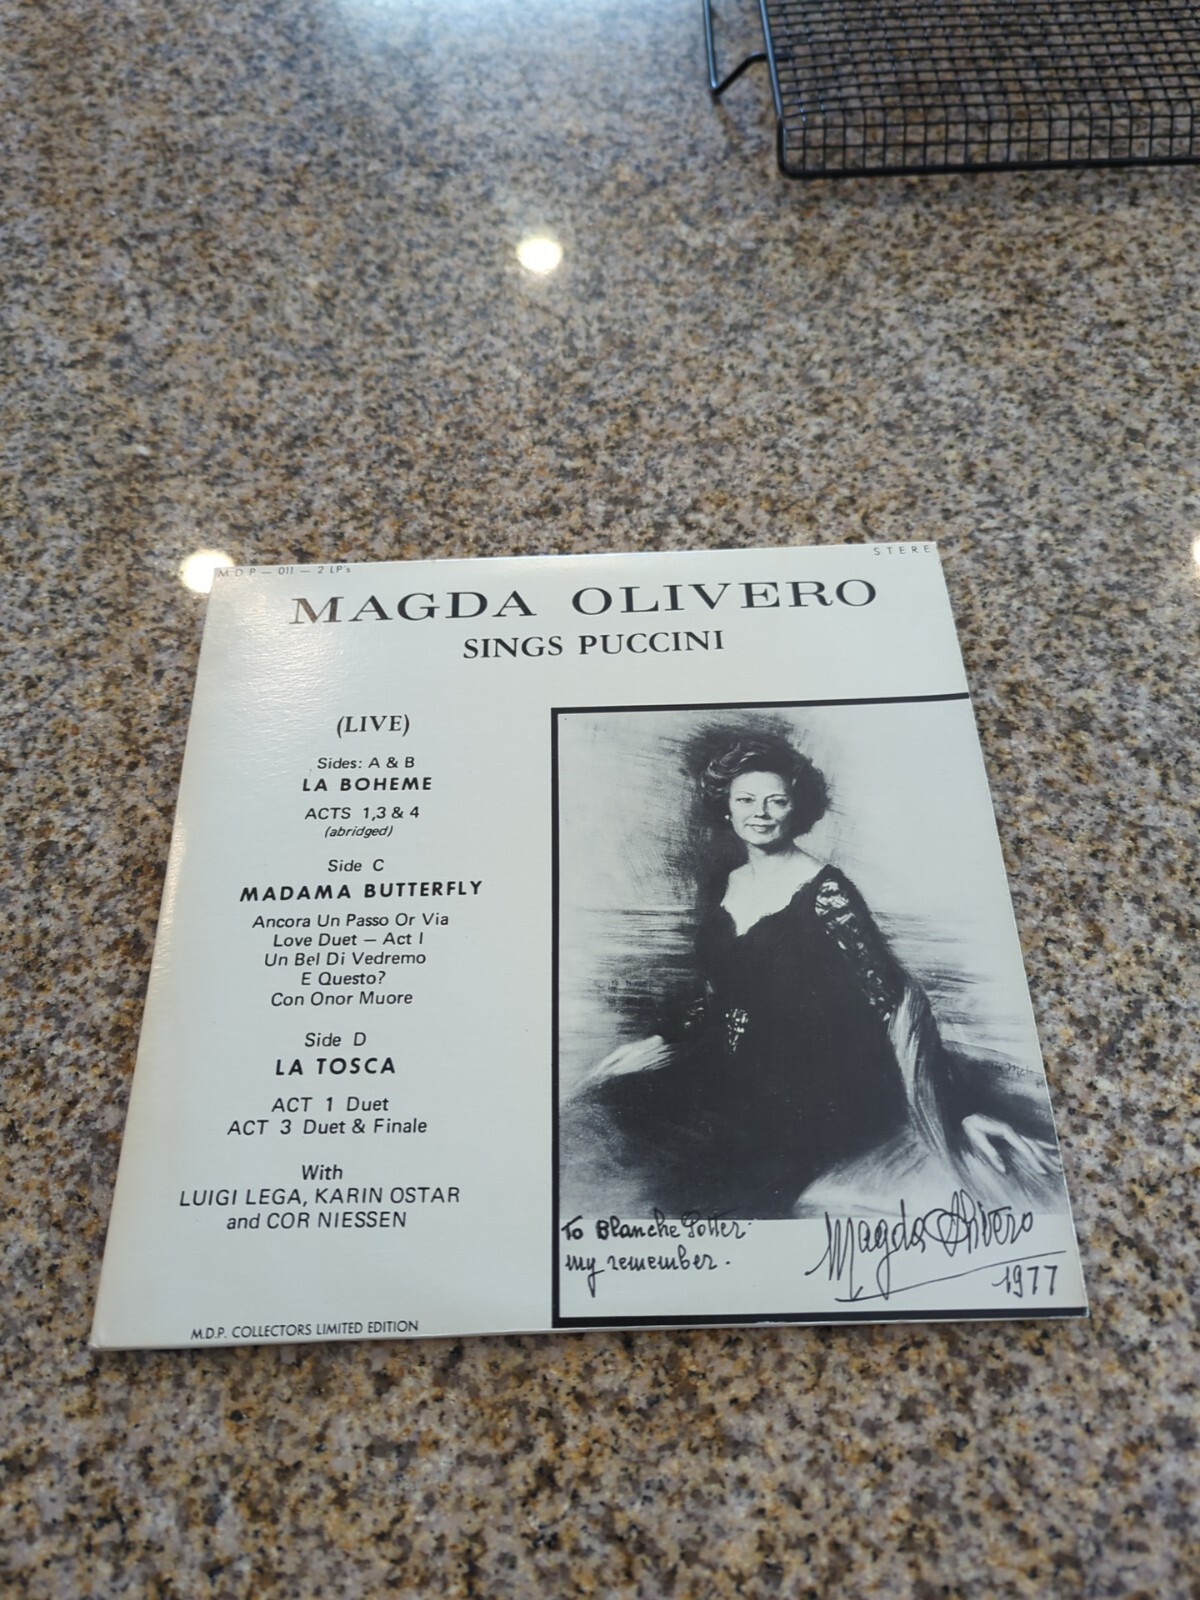 M D P — 011 — 2 LP's
STERE
MAGDA OLIVERO
SINGS PUCCINI
(LIVE)
Sides: A & B
LA BOHEME
ACTS 1,3 & 4
(abridged)
Side C
MADAMA BUTTERFLY
Ancora Un Passo Or Via
Love Duet — Act I
Un Bel Di Vedremo
E Questo?
Con Onor Muore
Side D
LA TOSCA
ACT 1 Duet
ACT 3 Duet & Finale
With
LUIGI LEGA, KARIN OSTAR
and COR NIESSEN
M.D.P. COLLECTORS LIMITED EDITION
To Blanche Potter
my remember.
Magda Olivero
1977